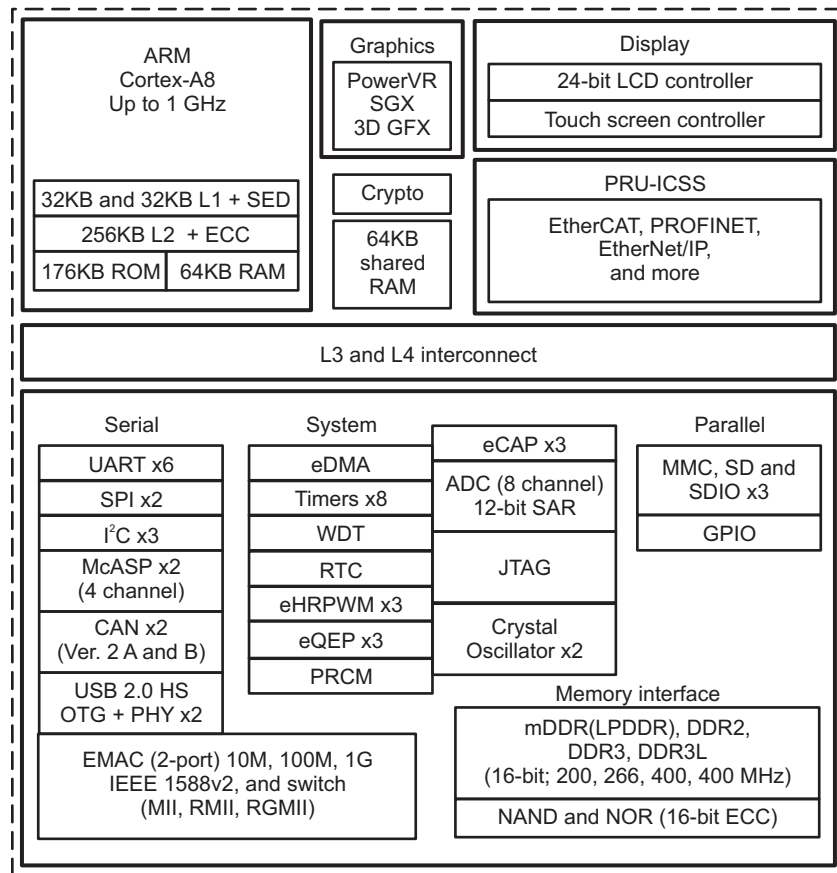 ARM
Cortex-A8
Up to 1 GHz
32KB and 32KB L1 + SED
256KB L2 + ECC
176KB ROM
64KB RAM
Graphics
PowerVR
SGX
3D GFX
Crypto
64KB
shared
RAM
Display
24-bit LCD controller
Touch screen controller
PRU-ICSS
EtherCAT, PROFINET,
EtherNet/IP,
and more
L3 and L4 interconnect
Serial
UART x6
SPI x2
I²C x3
McASP x2
(4 channel)
CAN x2
(Ver. 2 A and B)
USB 2.0 HS
OTG + PHY x2
EMAC (2-port) 10M, 100M, 1G
IEEE 1588v2, and switch
(MII, RMII, RGMII)
System
eDMA
Timers x8
WDT
RTC
eHRPWM x3
eQEP x3
PRCM
eCAP x3
ADC (8 channel)
12-bit SAR
JTAG
Crystal
Oscillator x2
Parallel
MMC, SD and
SDIO x3
GPIO
Memory interface
mDDR(LPDDR), DDR2,
DDR3, DDR3L
(16-bit; 200, 266, 400, 400 MHz)
NAND and NOR (16-bit ECC)